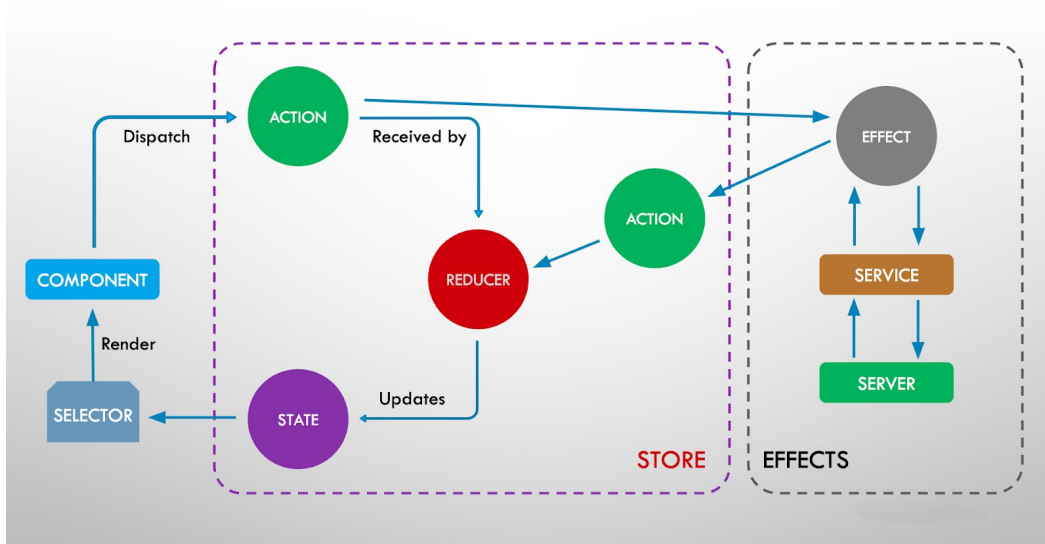 ACTION
Dispatch
Received by
EFFECT
ACTION
COMPONENT
REDUCER
SERVICE
Render
SERVER
Updates
SELECTOR
STATE
STORE
EFFECTS